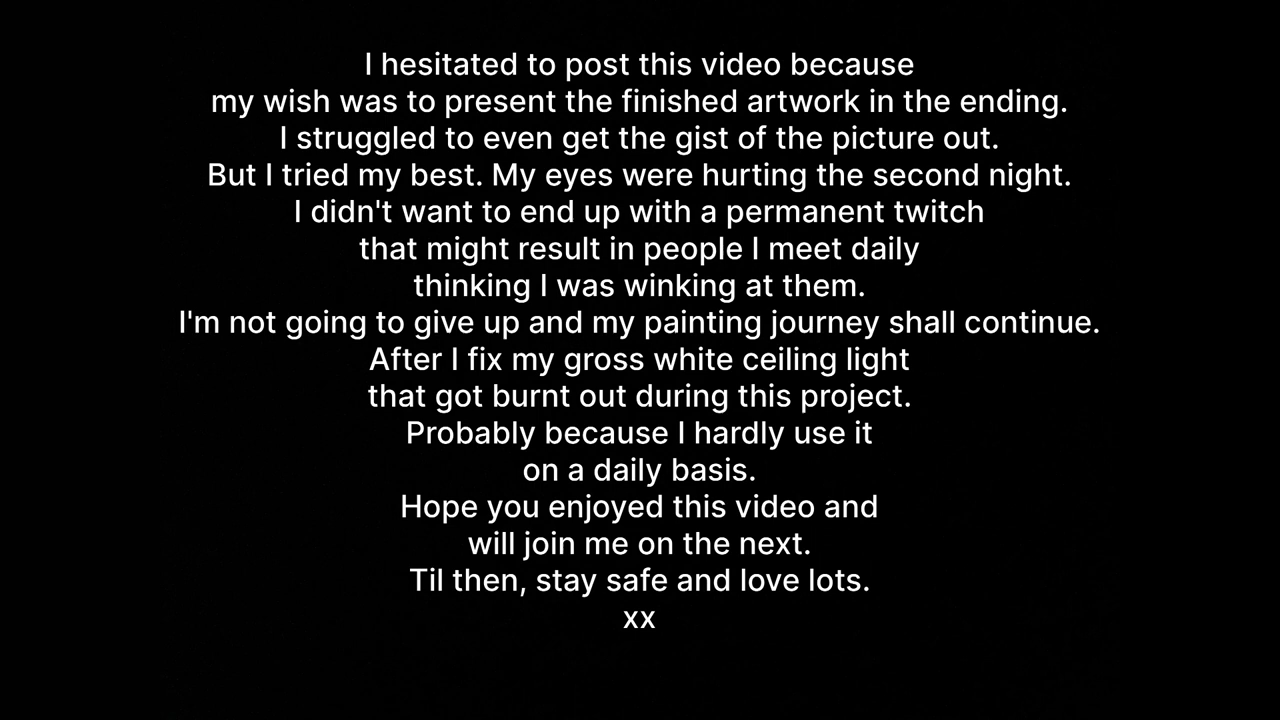 I hesitated to post this video because
my wish was to present the finished artwork in the ending.
I struggled to even get the gist of the picture out.
But I tried my best. My eyes were hurting the second night.
I didn't want to end up with a permanent twitch
that might result in people I meet daily
thinking I was winking at them.
I'm not going to give up and my painting journey shall continue.
After I fix my gross white ceiling light
that got burnt out during this project.
Probably because I hardly use it
on a daily basis.
Hope you enjoyed this video and
will join me on the next.
Til then, stay safe and love lots.
xx